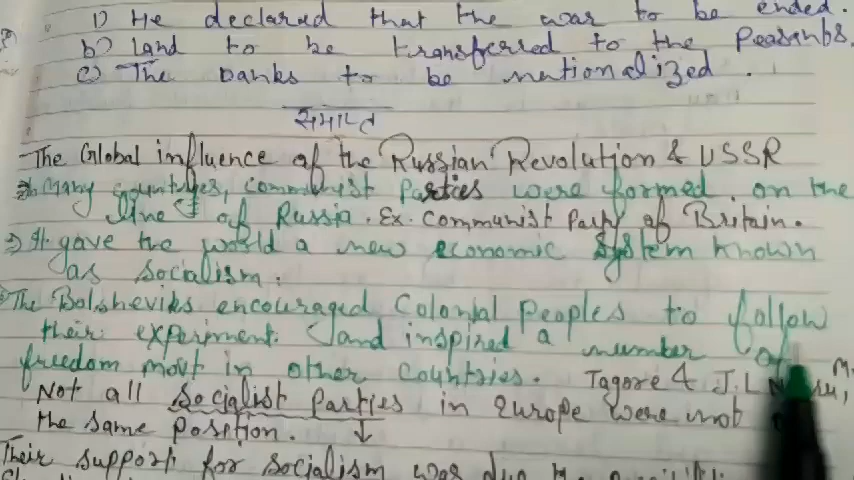 1) He declared that the war to be ended.
b) Land to be transferred to the Peasants.
c) The banks to be nationalized.
समाप्त
The Global influence of the Russian Revolution & USSR
Many countries, communist Parties were formed on the
line of Russia. Ex. Communist Party of Britain.
⇒ It gave the world a new economic System known
as socialism.
The Bolsheviks encouraged Colonial Peoples to follow
their experiment. and inspired a number of
freedom movt in other countries. Tagore & J.L
Not all Socialist Parties in Europe were not
the same position.
Their support for socialism was due